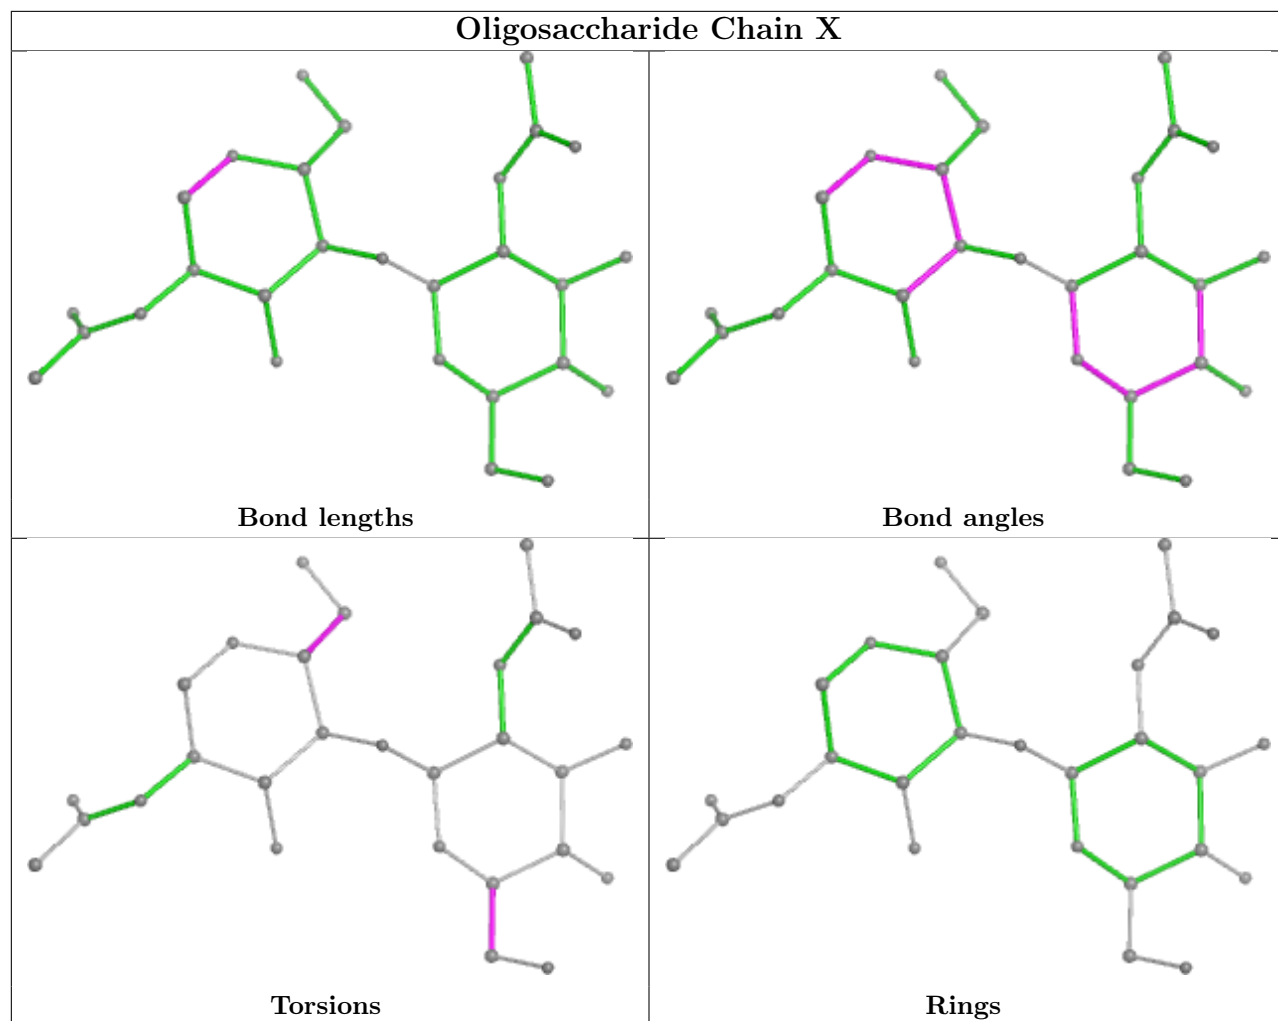 Oligosaccharide Chain X
Bond lengths
Bond angles
Torsions
Rings